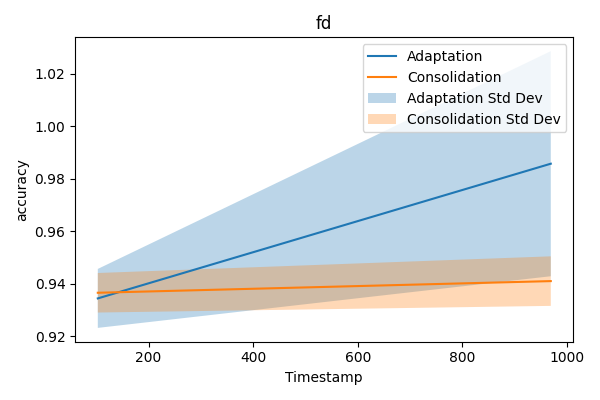 fd
Adaptation
Consolidation
Adaptation Std Dev
Consolidation Std Dev
accuracy
1.02
1.00
0.98
0.96
0.94
0.92
200 400 600 800 1000
Timestamp